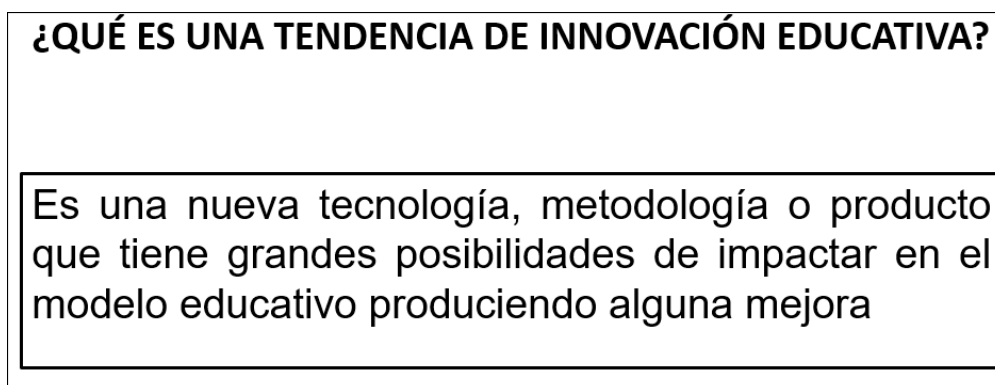 ¿QUÉ ES UNA TENDENCIA DE INNOVACIÓN EDUCATIVA?
Es una nueva tecnología, metodología o producto
que tiene grandes posibilidades de impactar en el
modelo educativo produciendo alguna mejora